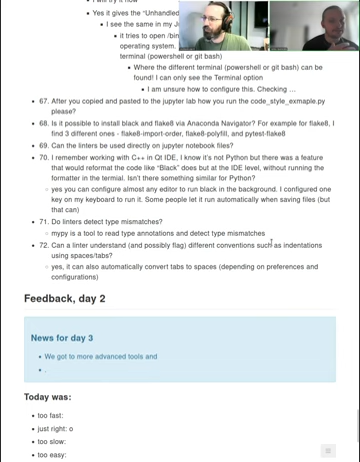 Yes it gives the "Unhandled
I see the same in my Ju
it tries to open /bin
operating system.
terminal (powershell or git bash)
Where the different terminal (powershell or git bash) can be
found! I can only see the Terminal option
I am unsure how to configure this. Checking ...
67. After you copied and pasted to the jupyter lab how you run the code_style_exmaple.py
please?
68. Is it possible to install black and flake8 via Anaconda Navigator? For example for flake8, I
find 3 different ones - flake8-import-order, flake8-polyfill, and pytest-flake8
69. Can the linters be used directly on jupyter notebook files?
70. I remember working with C++ in Qt IDE, I know it's not Python but there was a feature
that would reformat the code like "Black" does but at the IDE level, without running the
formatter in the termial. Isn't there something similar for Python?
yes you can configure almost any editor to run black in the background. I configured one
key on my keyboard to run it. Some people let it run automatically when saving files (but
that can)
71. Do linters detect type mismatches?
mypy is a tool to read type annotations and detect type mismatches
72. Can a linter understand (and possibly flag) different conventions such as indentations
using spaces/tabs?
yes, it can also automatically convert tabs to spaces (depending on preferences and
configurations)
Feedback, day 2
News for day 3
We got to more advanced tools and
.
Today was:
too fast:
just right: o
too slow:
too easy: